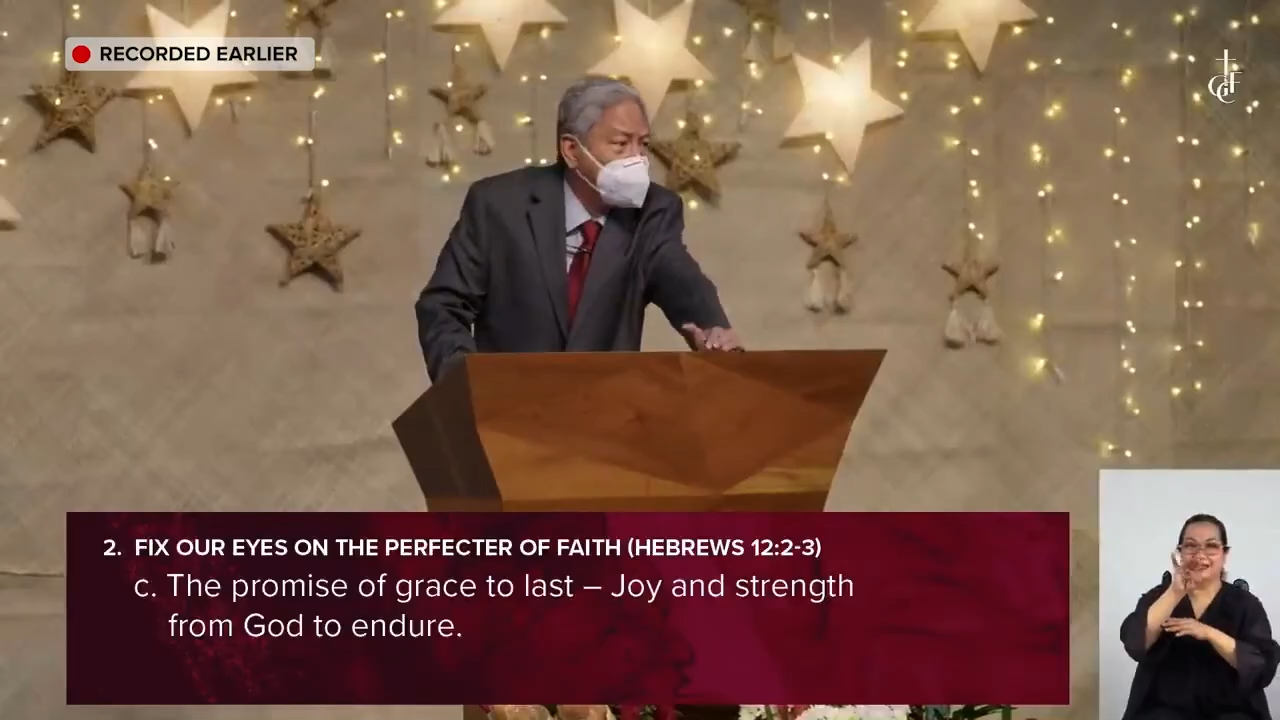 RECORDED EARLIER
2. FIX OUR EYES ON THE PERFECTER OF FAITH (HEBREWS 12:2-3)
c. The promise of grace to last – Joy and strength
from God to endure.